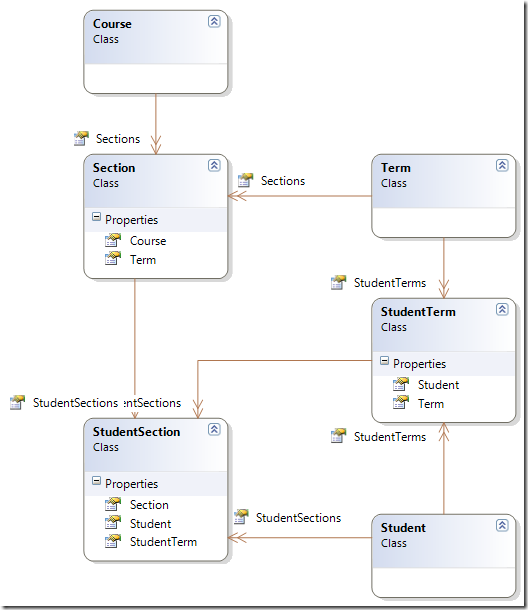 Course
Class
Sections
Section
Class
Properties
Course
Term
Sections
Term
Class
StudentTerms
StudentTerm
Class
Properties
Student
Term
StudentSections
entSections
StudentSection
Class
Properties
Section
Student
StudentTerm
StudentTerms
StudentSections
Student
Class